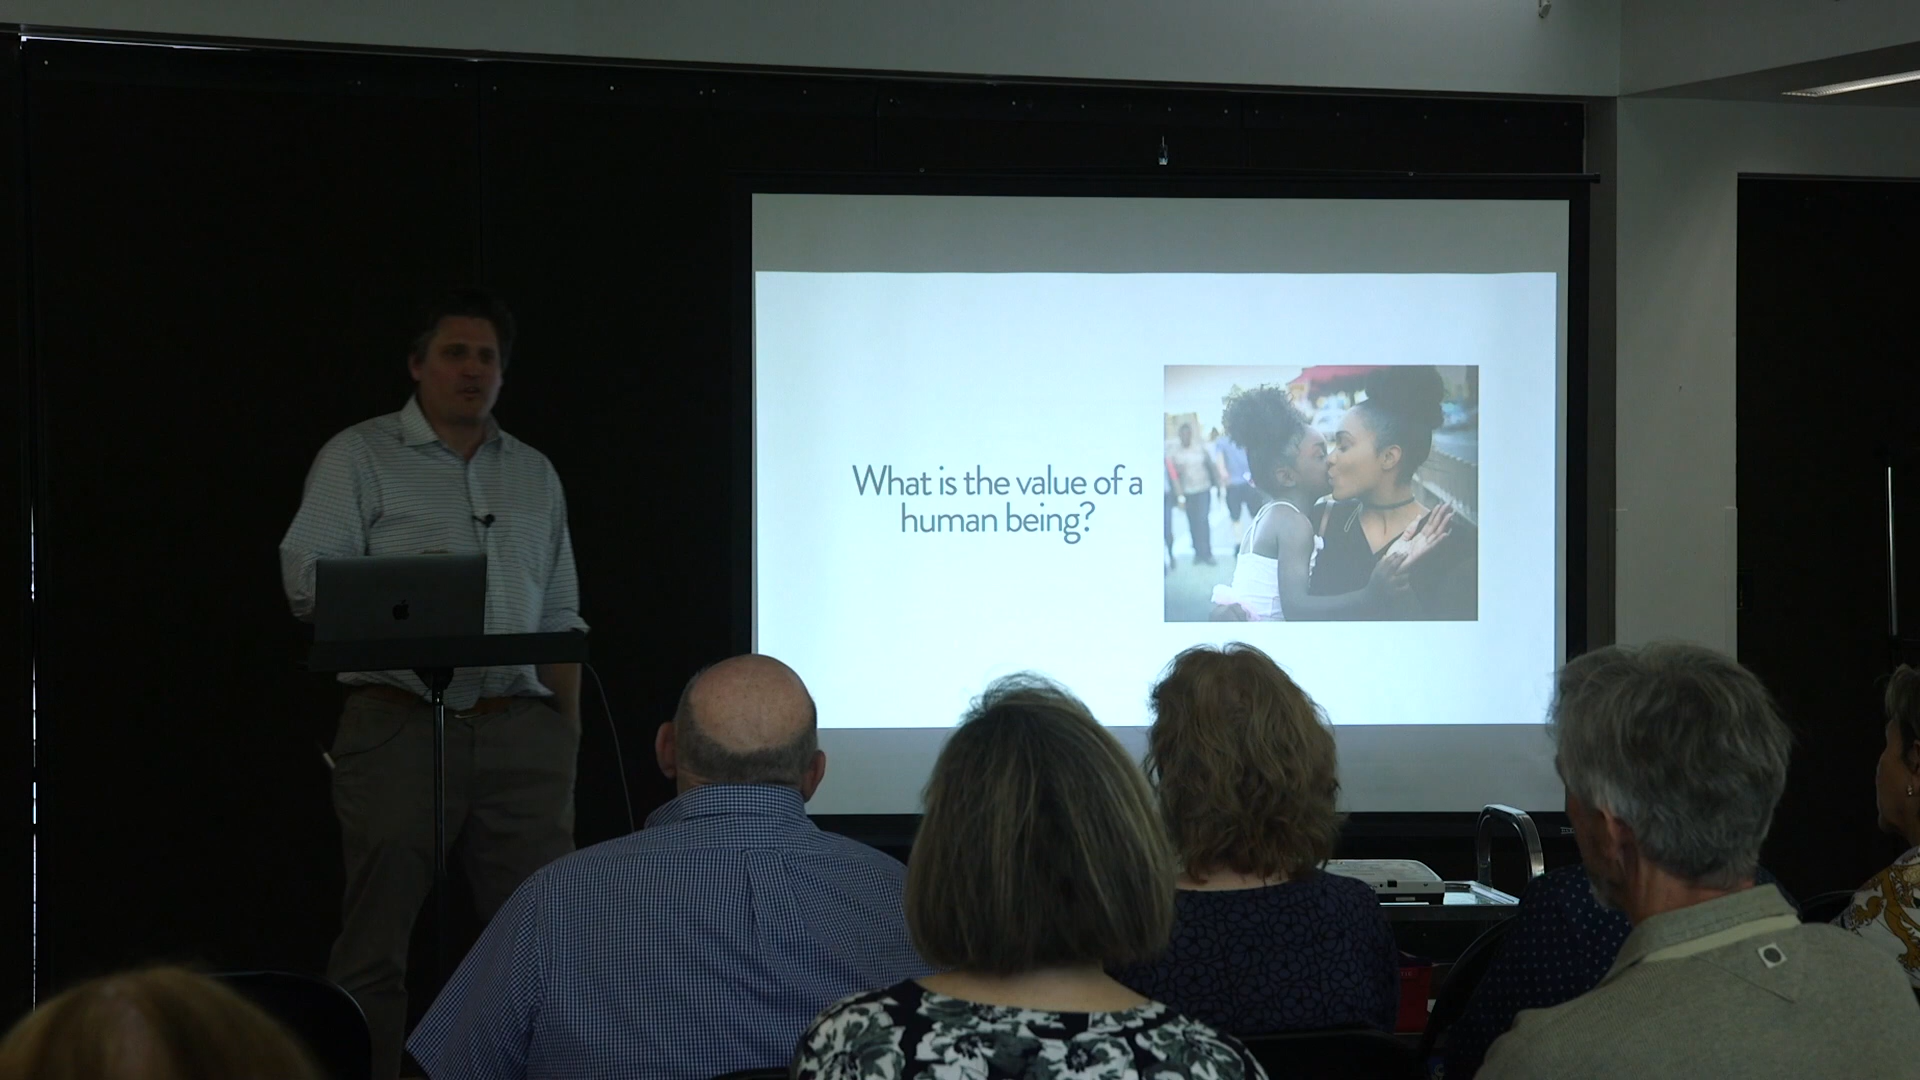 What is the value of a
human being?